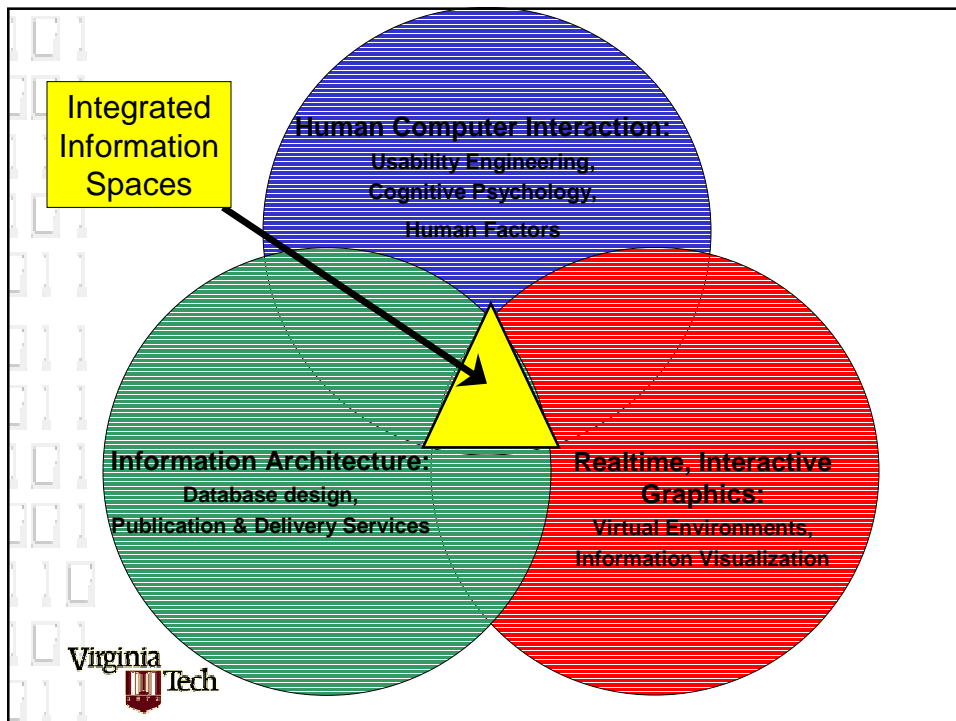 Integrated
Information
Spaces
Human Computer Interaction:
Usability Engineering,
Cognitive Psychology,
Human Factors
Information Architecture:
Database design,
Publication & Delivery Services
Realtime, Interactive
Graphics:
Virtual Environments,
Information Visualization
Virginia
Tech